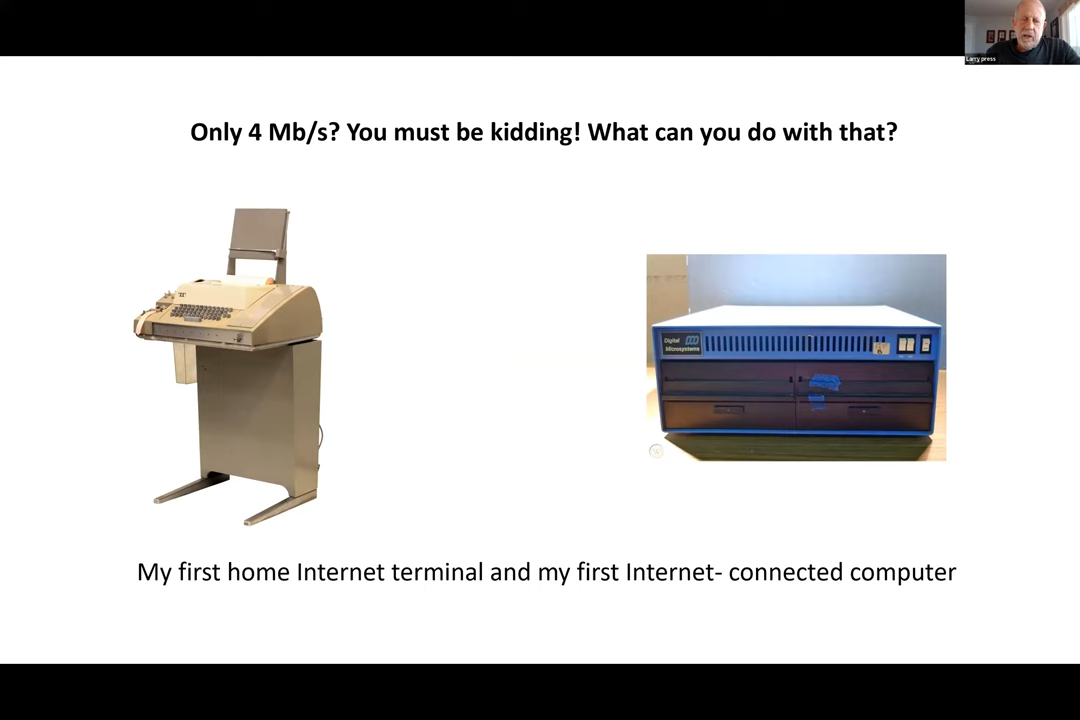 Larry press
Only 4 Mb/s? You must be kidding! What can you do with that?
Digital
Microsystems
My first home Internet terminal and my first Internet- connected computer